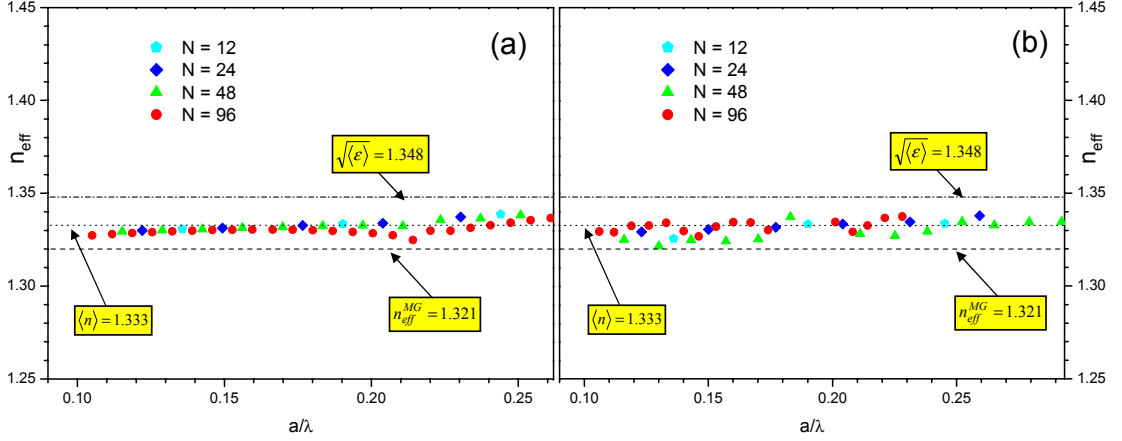 1.45
1.40
1.35
1.30
1.25
n_eff
(a)
N = 12
N = 24
N = 48
N = 96
√⟨ε⟩ = 1.348
⟨n⟩ = 1.333
n_eff^MG = 1.321
0.10 0.15 0.20 0.25
a/λ
(b)
N = 12
N = 24
N = 48
N = 96
√⟨ε⟩ = 1.348
⟨n⟩ = 1.333
n_eff^MG = 1.321
0.10 0.15 0.20 0.25
a/λ
1.45
1.40
1.35
1.30
1.25
n_eff